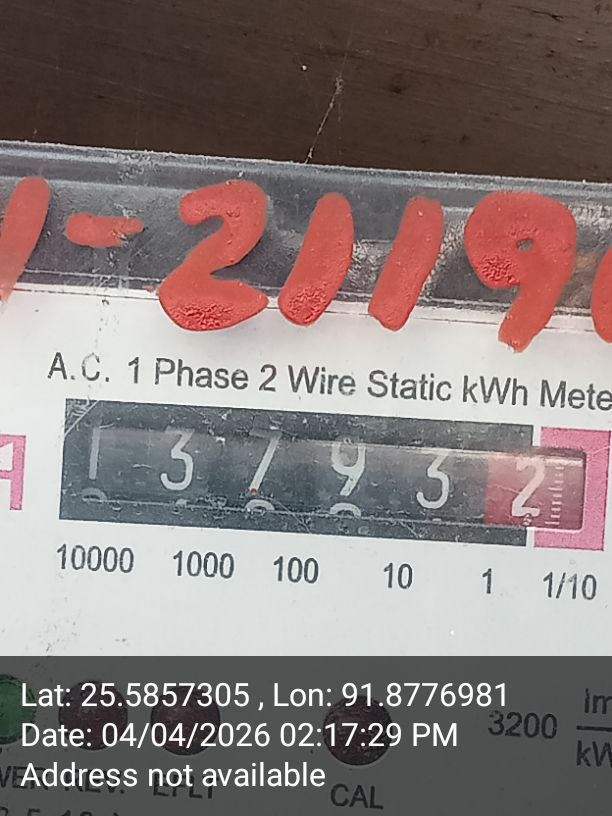 -2119
A.C. 1 Phase 2 Wire Static kWh Mete
1 3 7 9 3 2
10000 1000 100 10 1 1/10
Lat: 25.5857305 , Lon: 91.8776981
Date: 04/04/2026 02:17:29 PM
3200
Address not available
CAL